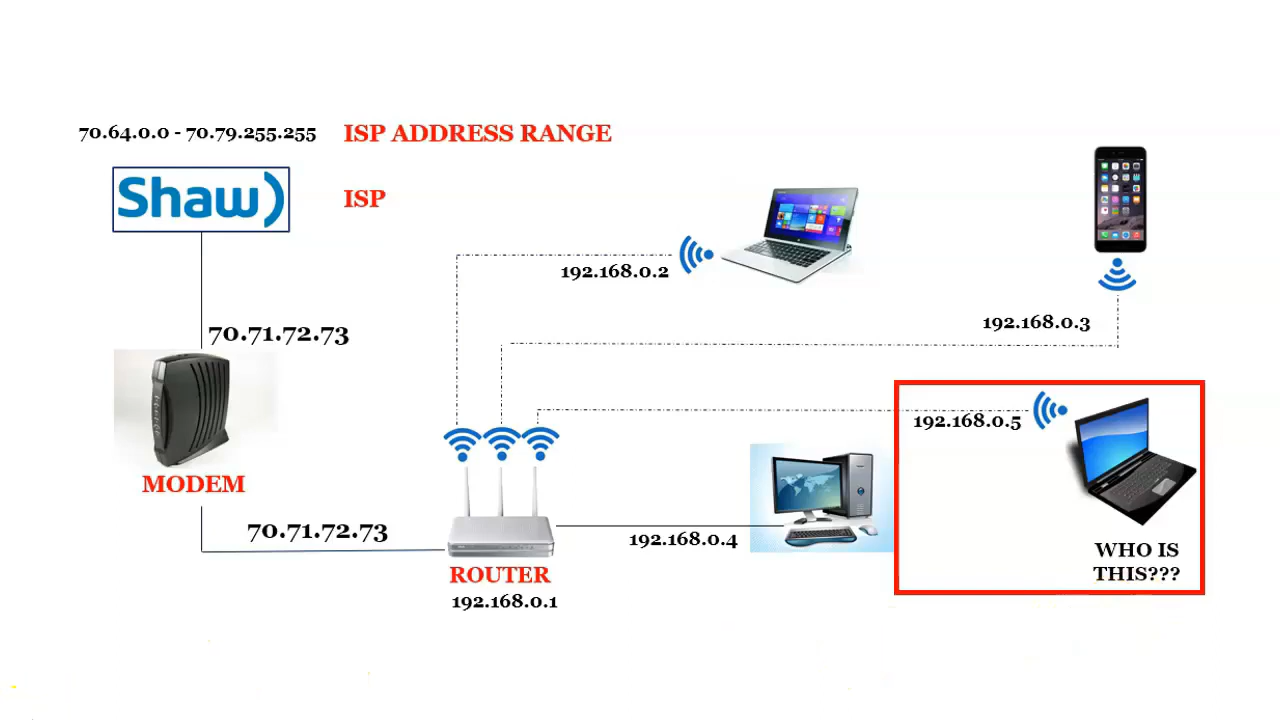 70.64.0.0 - 70.79.255.255 ISP ADDRESS RANGE
Shaw) ISP
192.168.0.2
192.168.0.3
70.71.72.73
192.168.0.5
MODEM
70.71.72.73
192.168.0.4
WHO IS
THIS???
ROUTER
192.168.0.1